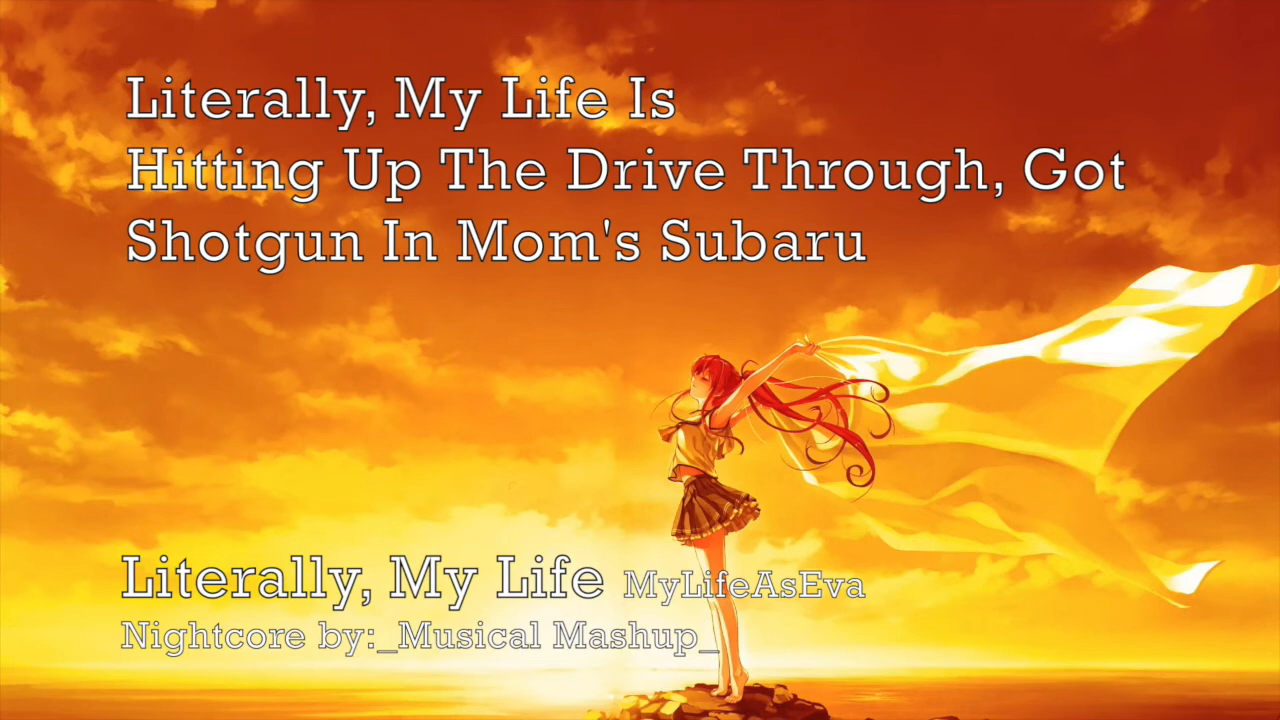 Literally, My Life Is
Hitting Up The Drive Through, Got
Shotgun In Mom's Subaru
Literally, My Life MyLifeAsEva
Nightcore by:_Musical Mashup_